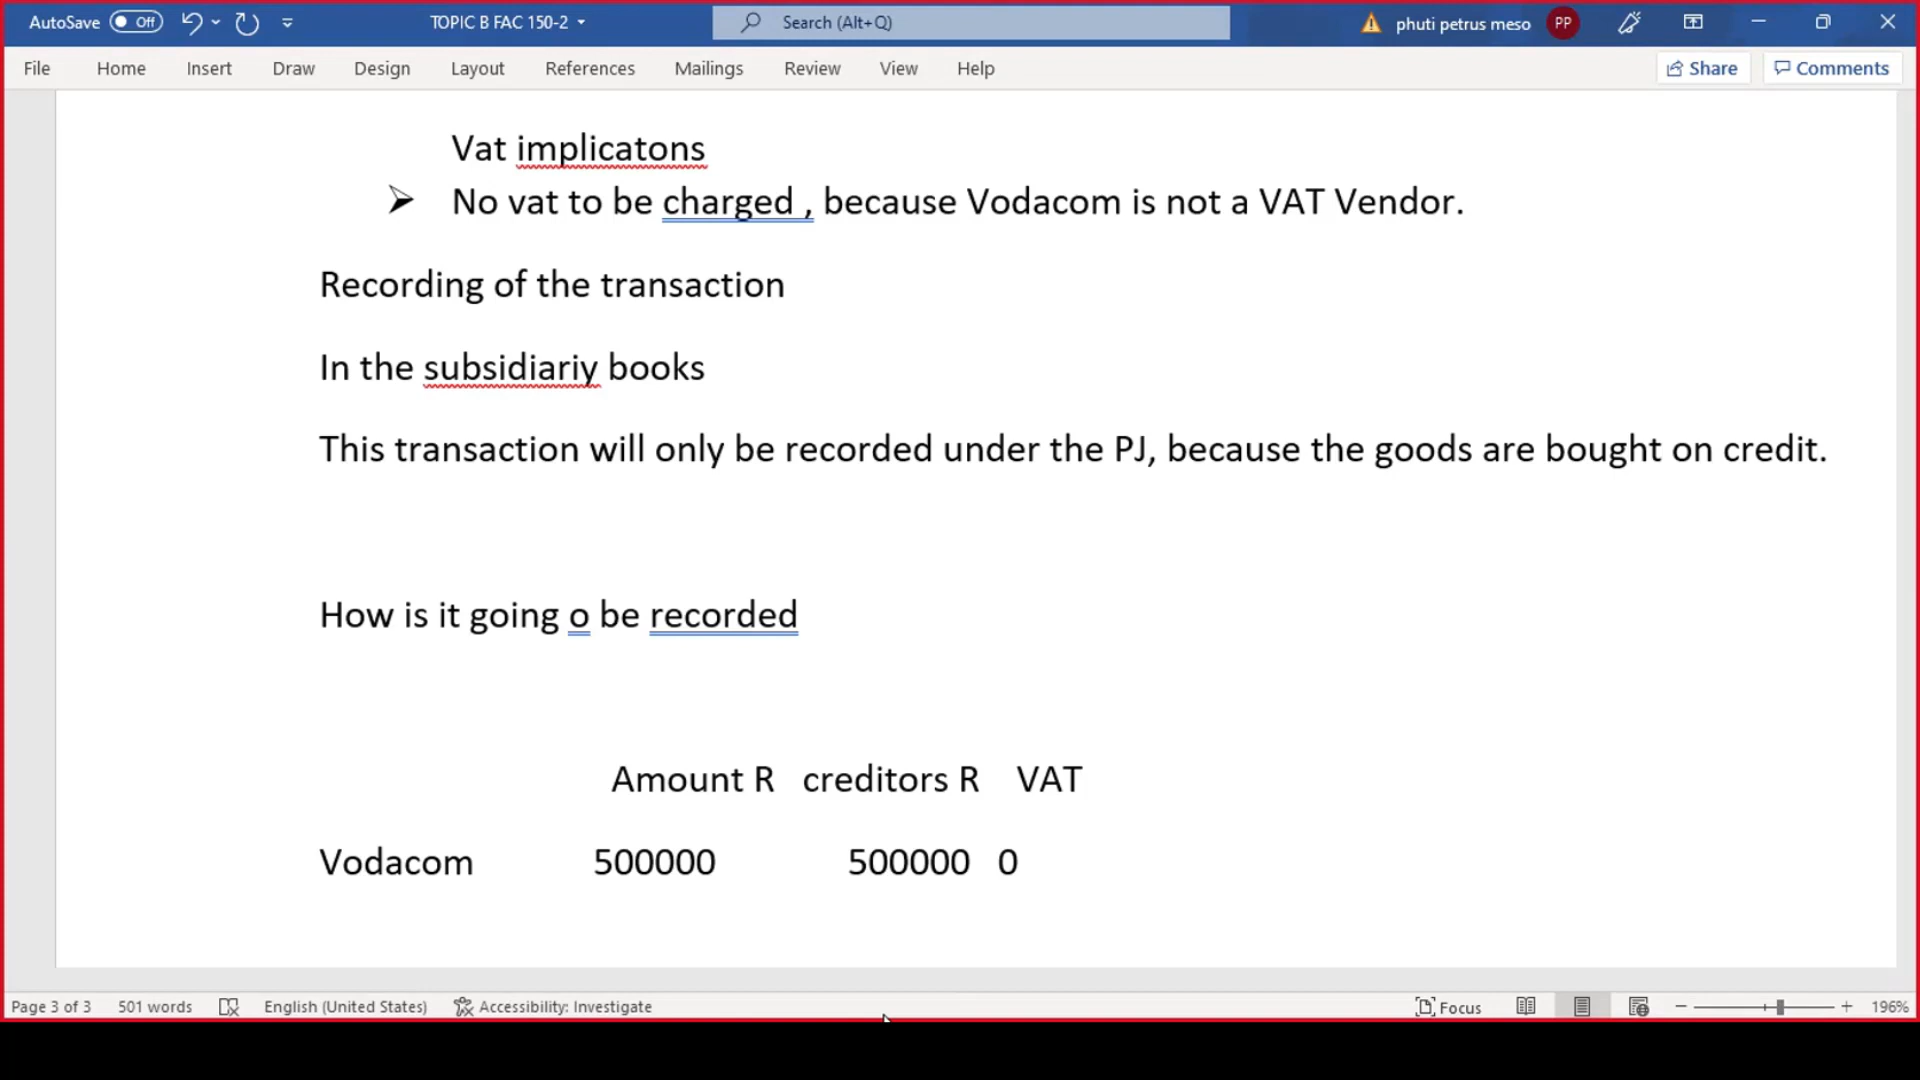 AutoSave Off TOPIC B FAC 150-2 Search (Alt+Q) phuti petrus meso PP
File Home Insert Draw Design Layout References Mailings Review View Help Share Comments
Vat implicatons
➢ No vat to be charged , because Vodacom is not a VAT Vendor.
Recording of the transaction
In the subsidiariy books
This transaction will only be recorded under the PJ, because the goods are bought on credit.
How is it going o be recorded
Amount R creditors R VAT
Vodacom 500000 500000 0
Page 3 of 3 501 words English (United States) Accessibility: Investigate Focus 196%